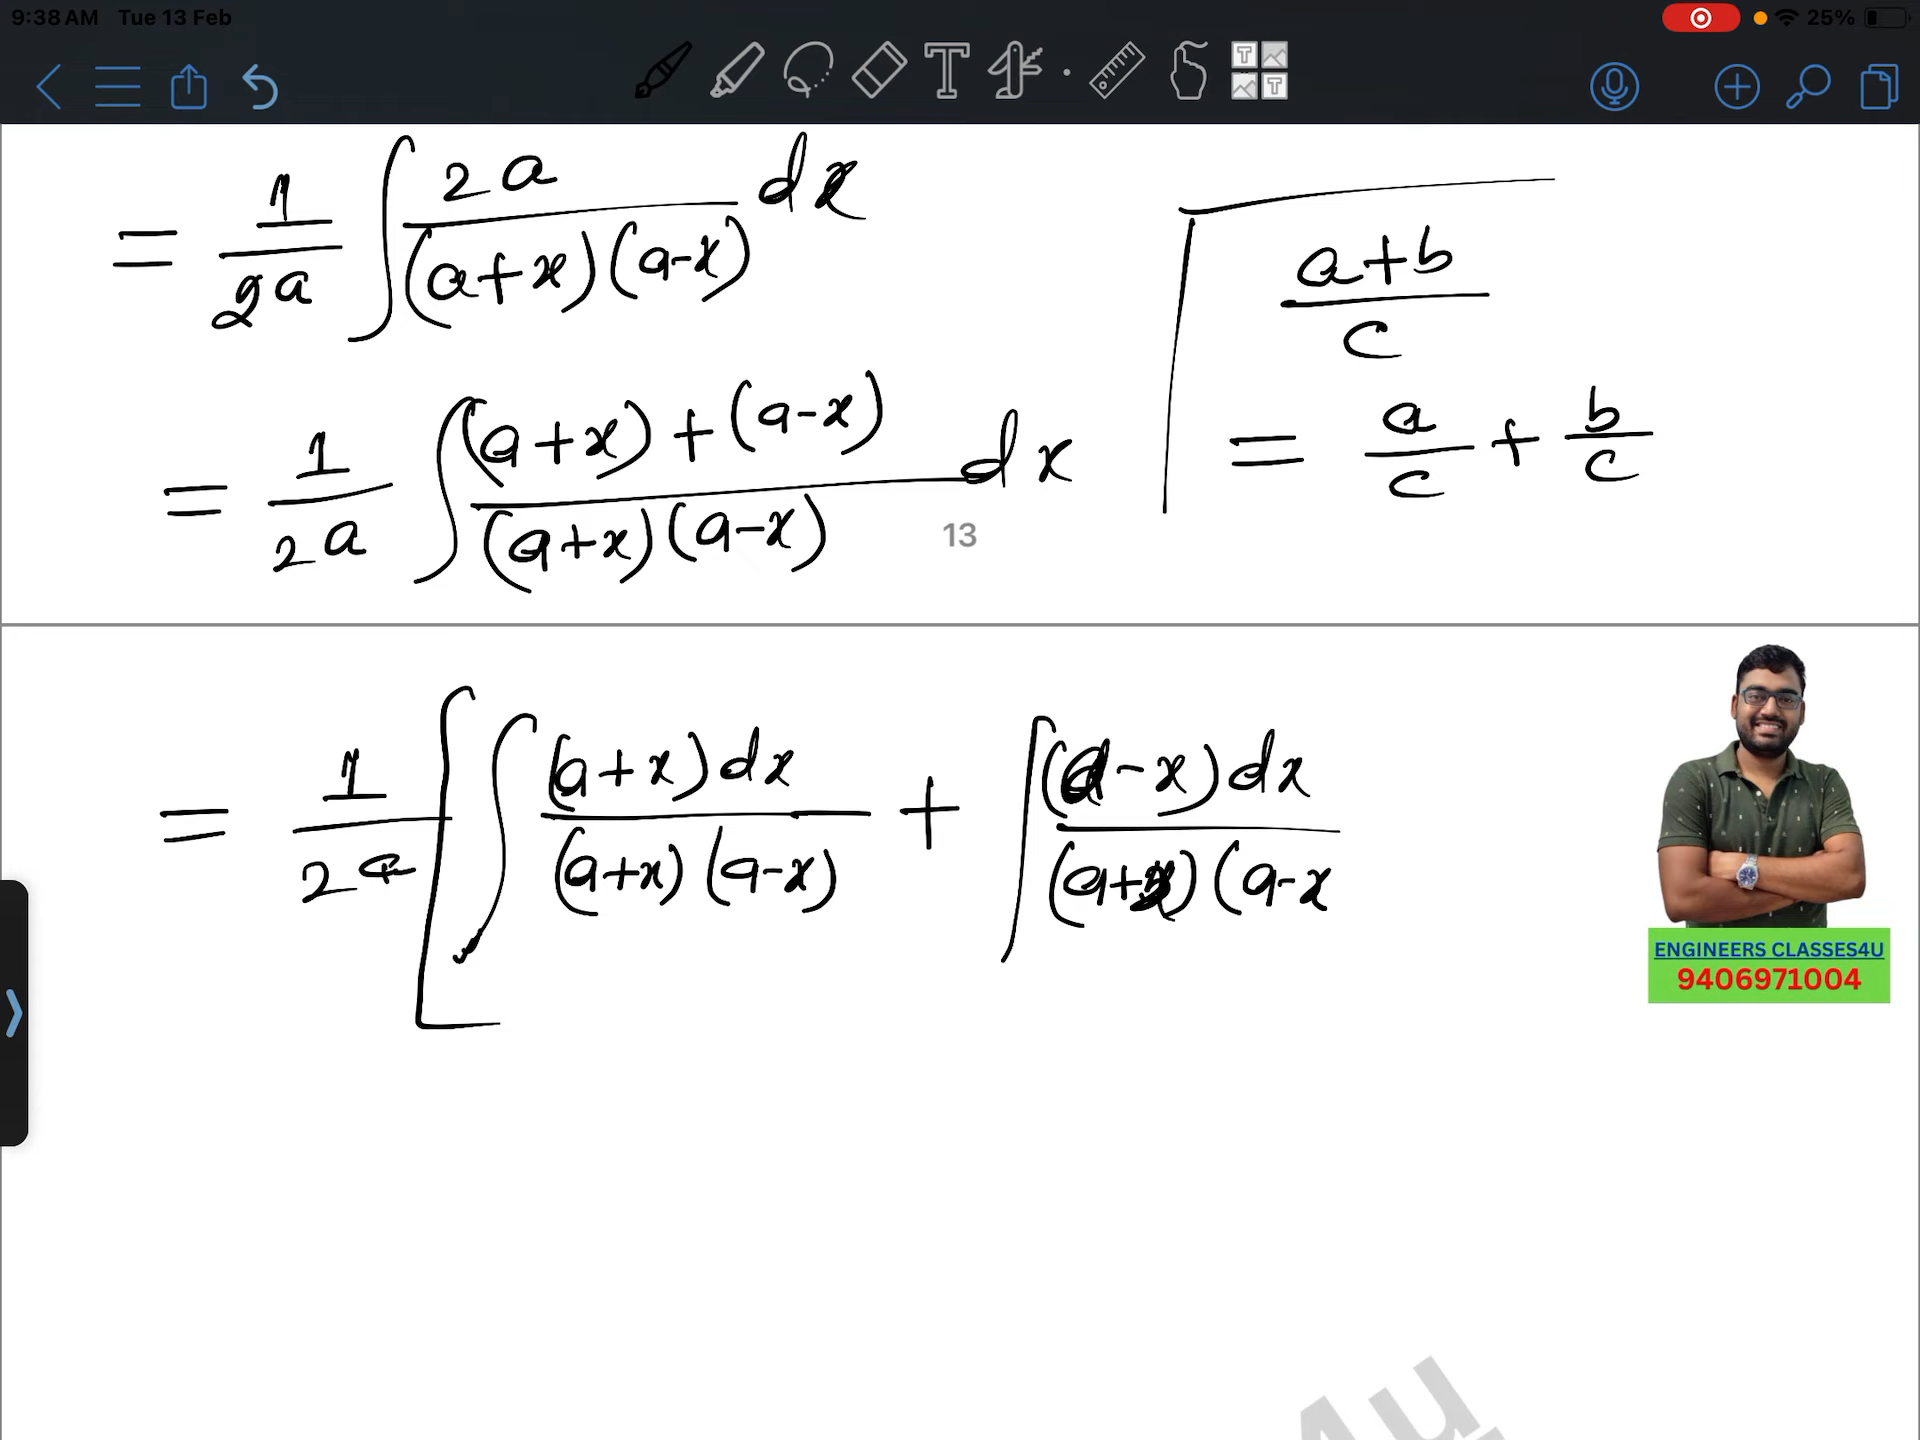 9:38 AM Tue 13 Feb 25%
= 1/2a ∫ 2a/(a+x)(a-x) dx
a+b/c
= 1/2a ∫ (a+x)+(a-x)/(a+x)(a-x) dx
= a/c + b/c
13
= 1/2a [ ∫ (a+x)dx/(a+x)(a-x) + ∫ (a-x)dx/(a+x)(a-x
ENGINEERS CLASSES4U
9406971004
4u